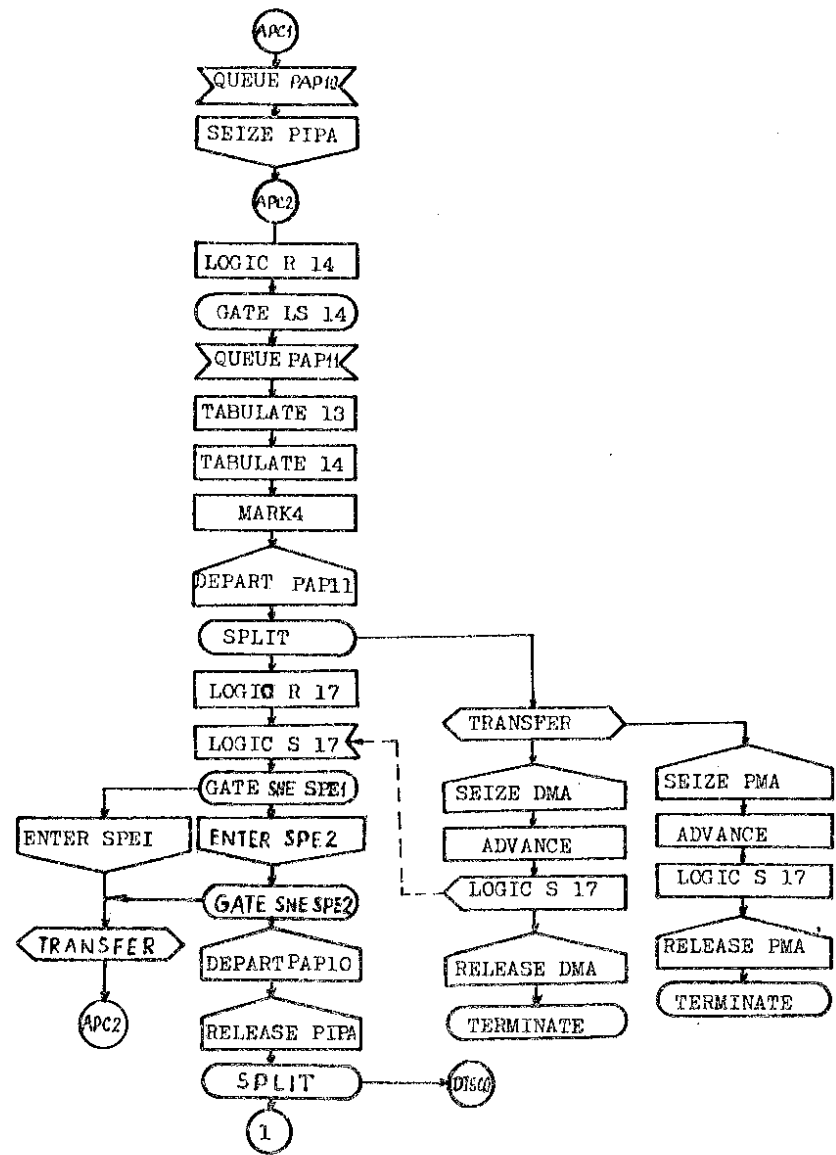 APC1
QUEUE PAP10
SEIZE PIPA
APC2
LOGIC R 14
GATE LS 14
QUEUE PAP11
TABULATE 13
TABULATE 14
MARK4
DEPART PAP11
SPLIT
LOGIC R 17
LOGIC S 17
GATE SNE SPE1
ENTER SPEI
ENTER SPE2
GATE SNE SPE2
TRANSFER
APC2
DEPART PAP10
RELEASE PIPA
SPLIT
DISCO
1
TRANSFER
SEIZE DMA
ADVANCE
LOGIC S 17
RELEASE DMA
TERMINATE
SEIZE PMA
ADVANCE
LOGIC S 17
RELEASE PMA
TERMINATE